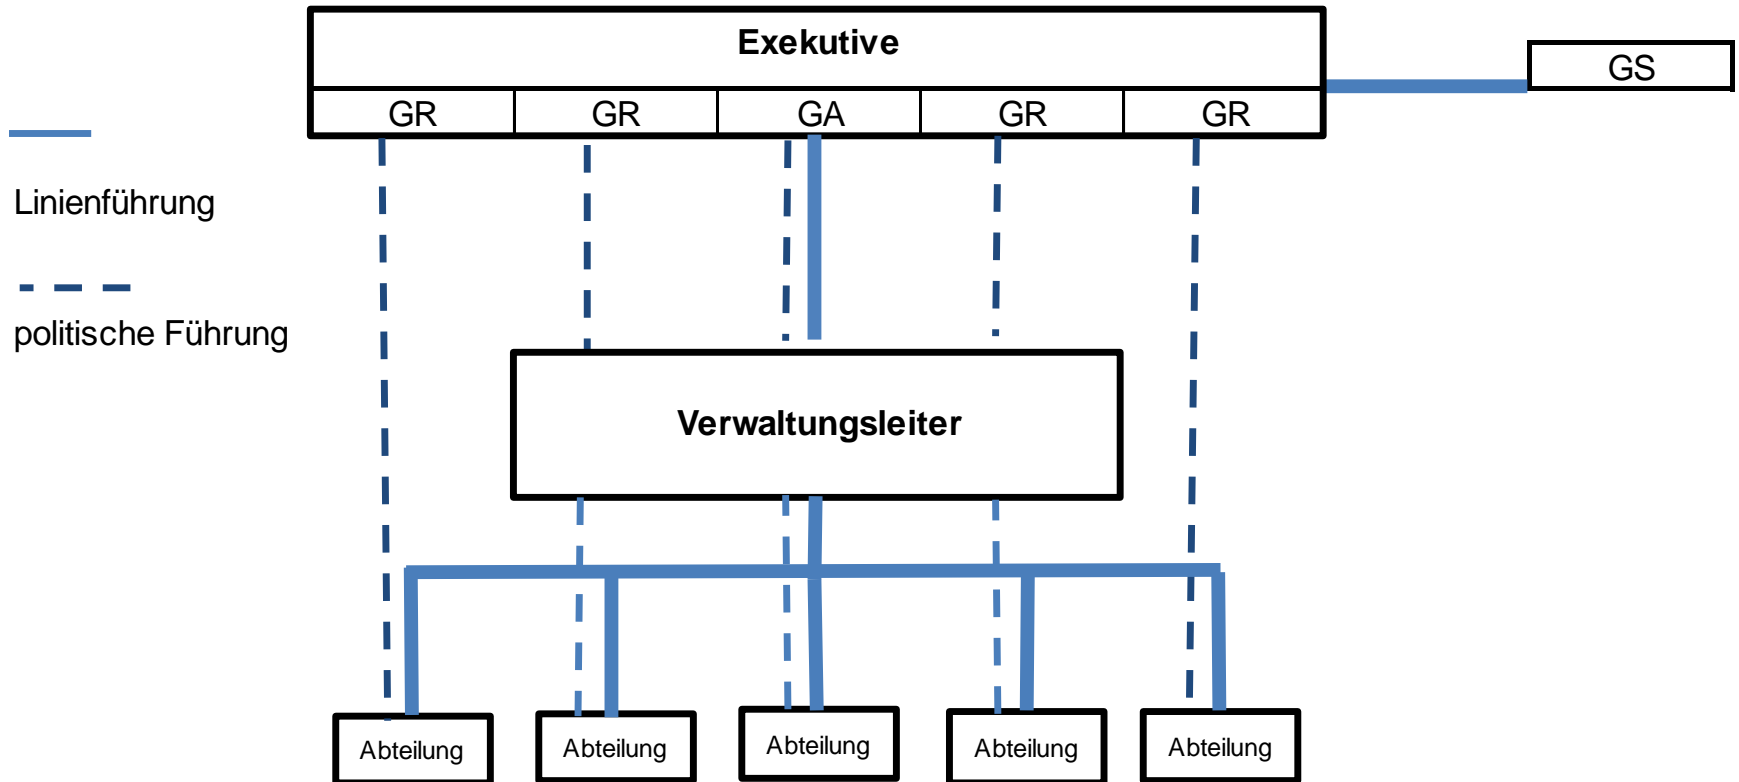 Exekutive
GS
GR
GR
GA
GR
GR
Linienführung
politische Führung
Verwaltungsleiter
Abteilung
Abteilung
Abteilung
Abteilung
Abteilung